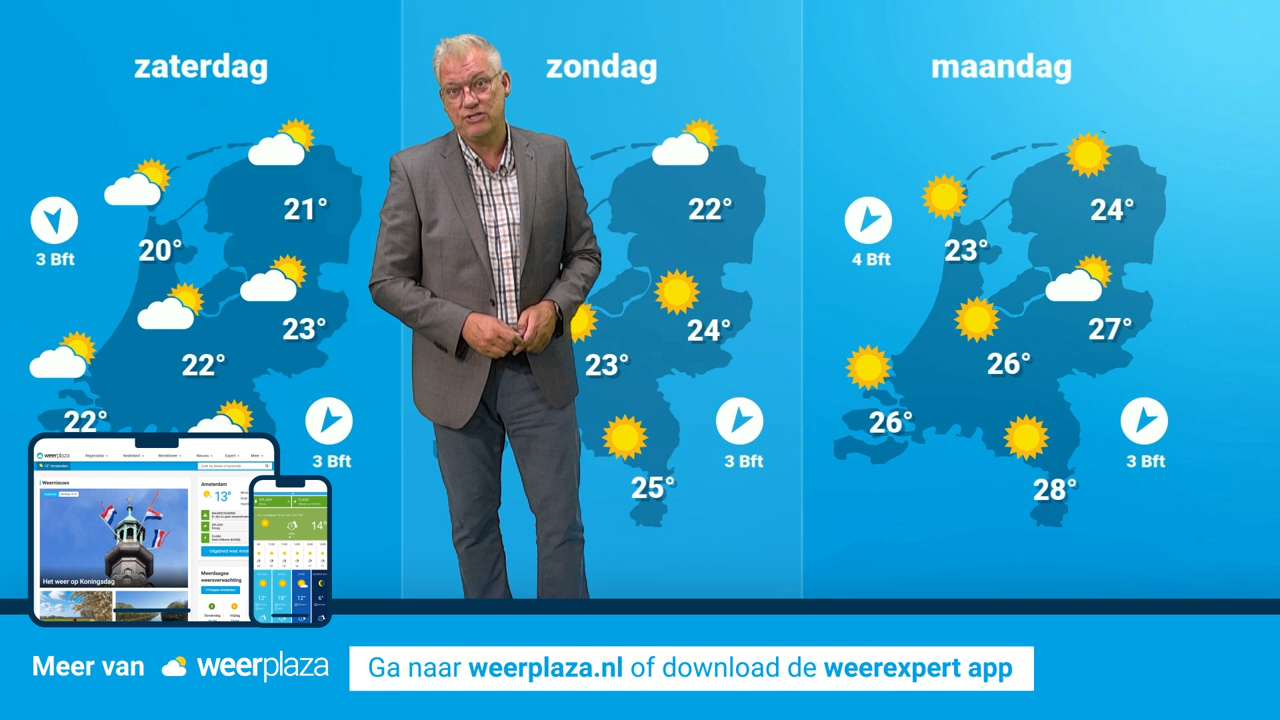 zaterdag
zondag
maandag
21°
20°
3 Bft
23°
22°
22°
3 Bft
22°
24°
23°
25°
3 Bft
24°
23°
4 Bft
27°
26°
26°
28°
3 Bft
weerplaza
Weernieuws
Amsterdam
13°
14°
Het weer op Koningsdag
Meerdaagse
weersverwachting
Meer van weerplaza
Ga naar weerplaza.nl of download de weerexpert app